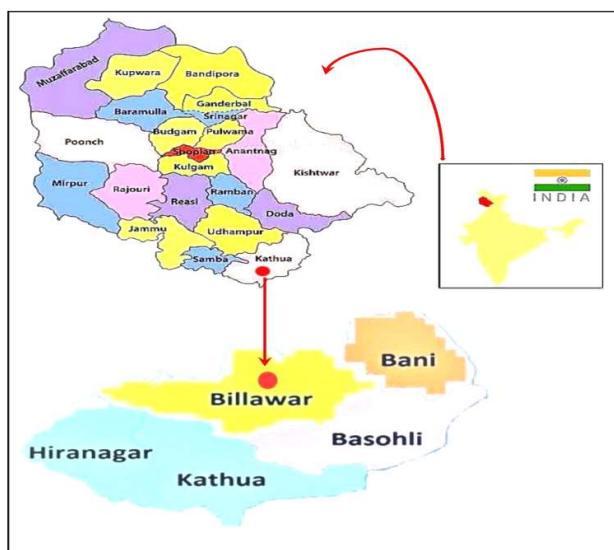 Muzaffarabad
Kupwara
Bandipora
Ganderbal
Baramulla
Srinagar
Budgam
Pulwama
Poonch
Shopian
Anantnag
Kulgam
Kishtwar
Mirpur
Rajouri
Reasi
Ramban
Doda
Jammu
Udhampur
Samba
Kathua
INDIA
Bani
Billawar
Basohli
Hiranagar
Kathua